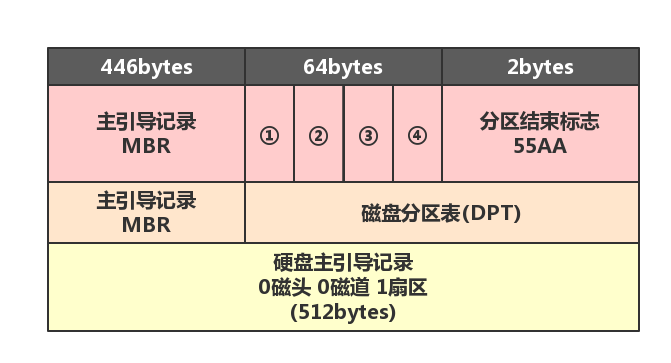 446bytes 64bytes 2bytes
主引导记录
MBR
① ② ③ ④
分区结束标志
55AA
主引导记录
MBR
磁盘分区表(DPT)
硬盘主引导记录
0磁头 0磁道 1扇区
(512bytes)